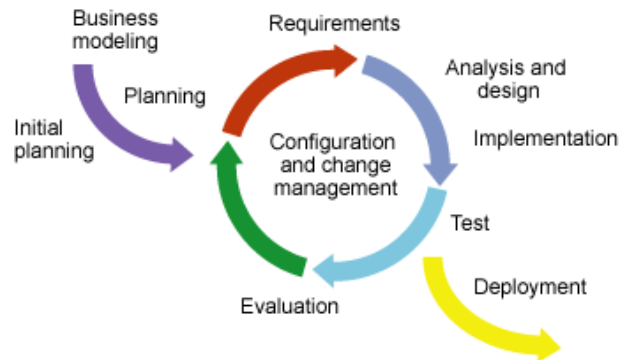 Business
modeling
Requirements
Planning
Analysis and
design
Initial
planning
Configuration
and change
management
Implementation
Test
Deployment
Evaluation